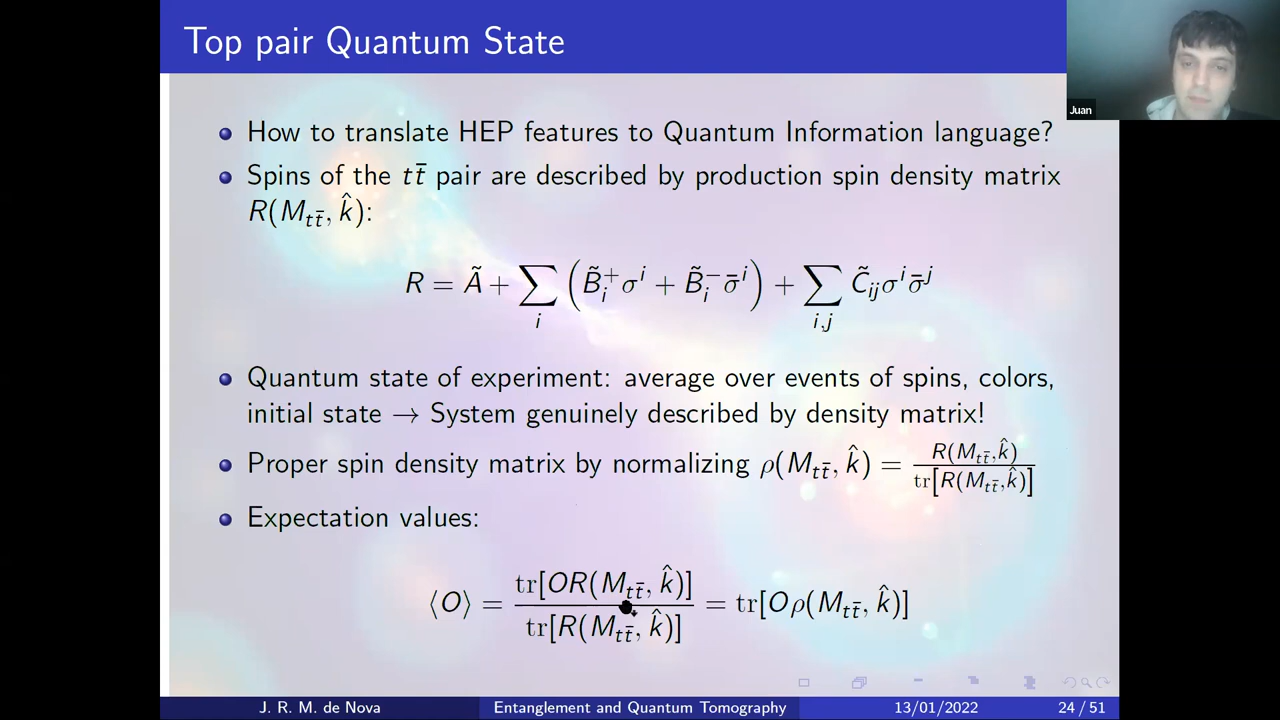 Top pair Quantum State
Juan
How to translate HEP features to Quantum Information language?
Spins of the tt̄ pair are described by production spin density matrix
R(M_{tt̄}, k̂):
R = Ã + ∑_i (B̃_i^+ σ^i + B̃_i^- σ̄^i) + ∑_{i,j} C̃_{ij} σ^i σ̄^j
Quantum state of experiment: average over events of spins, colors,
initial state → System genuinely described by density matrix!
Proper spin density matrix by normalizing ρ(M_{tt̄}, k̂) = R(M_{tt̄}, k̂) / tr[R(M_{tt̄}, k̂)]
Expectation values:
⟨O⟩ = tr[OR(M_{tt̄}, k̂)] / tr[R(M_{tt̄}, k̂)] = tr[Oρ(M_{tt̄}, k̂)]
J. R. M. de Nova Entanglement and Quantum Tomography 13/01/2022 24 / 51